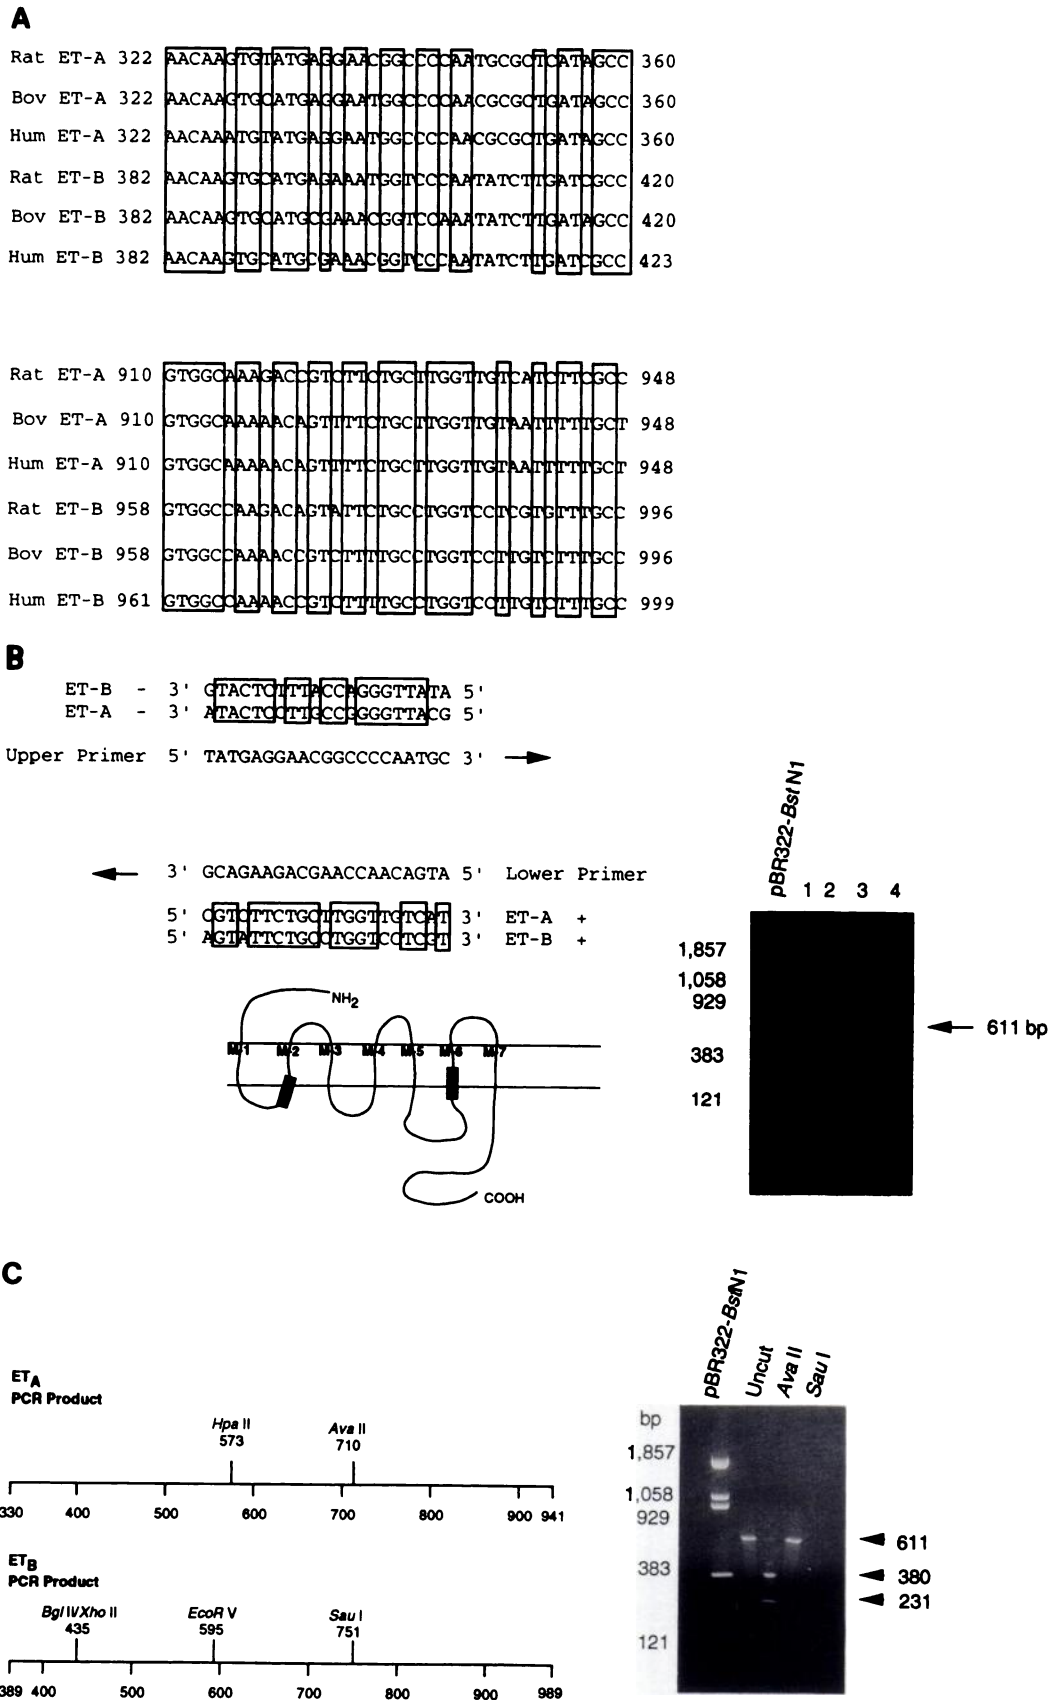 A
Rat ET-A 322 AACAAGTGTATGAGGAACGGCCCCAATGCGCTCATAGCC 360
Bov ET-A 322 AACAAGTGCATGAGGAATGGCCCCAACGCGCTGATAGCC 360
Hum ET-A 322 AACAAATGTATGAGGAATGGCCCCAACGCGCTGATAGCC 360
Rat ET-B 382 AACAAGTGCATGAGAAATGGTCCCAATATCTTGATCGCC 420
Bov ET-B 382 AACAAGTGCATGCGAAACGGTCCAAATATCTTGATAGCC 420
Hum ET-B 382 AACAAGTGCATGCGAAACGGTCCCAATATCTTGATCGCC 423
Rat ET-A 910 GTGGCAAAGACCGTCTTCTGCTTGGTTGTCATCTTCGCC 948
Bov ET-A 910 GTGGCAAAAACAGTTTTCTGCTTGGTTGTAATTTTTGCT 948
Hum ET-A 910 GTGGCAAAAACAGTTTTCTGCTTGGTTGTAATTTTTGCT 948
Rat ET-B 958 GTGGCCAAGACAGTATTCTGCCTGGTCCTCGTGTTTGCC 996
Bov ET-B 958 GTGGCCAAAACCGTCTTTTGCCTGGTCCTTGTCTTTGCC 996
Hum ET-B 961 GTGGCCAAAACCGTCTTTTGCCTGGTCCTTGTCTTTGCC 999
B
ET-B - 3' GTACTCTTTACCAGGGTTATA 5'
ET-A - 3' ATACTCCTTGCCGGGGTTACG 5'
Upper Primer 5' TATGAGGAACGGCCCCAATGC 3'
3' GCAGAAGACGAACCAACAGTA 5' Lower Primer
5' CGTCTTCTGCTTGGTTGTCAT 3' ET-A +
5' AGTATTCTGCCTGGTCCTCGT 3' ET-B +
NH2
M-1 M-2 M-3 M-4 M-5 M-6 M-7
COOH
pBR322-Bst N1
1 2 3 4
1,857
1,058
929
611 bp
383
121
C
ETA
PCR Product
Hpa II
573
Ava II
710
330 400 500 600 700 800 900 941
ETB
PCR Product
Bgl II/Xho II
435
EcoR V
595
Sau I
751
389 400 500 600 700 800 900 989
pBR322-BstN1
Uncut
Ava II
Sau I
bp
1,857
1,058
929
383
121
611
380
231